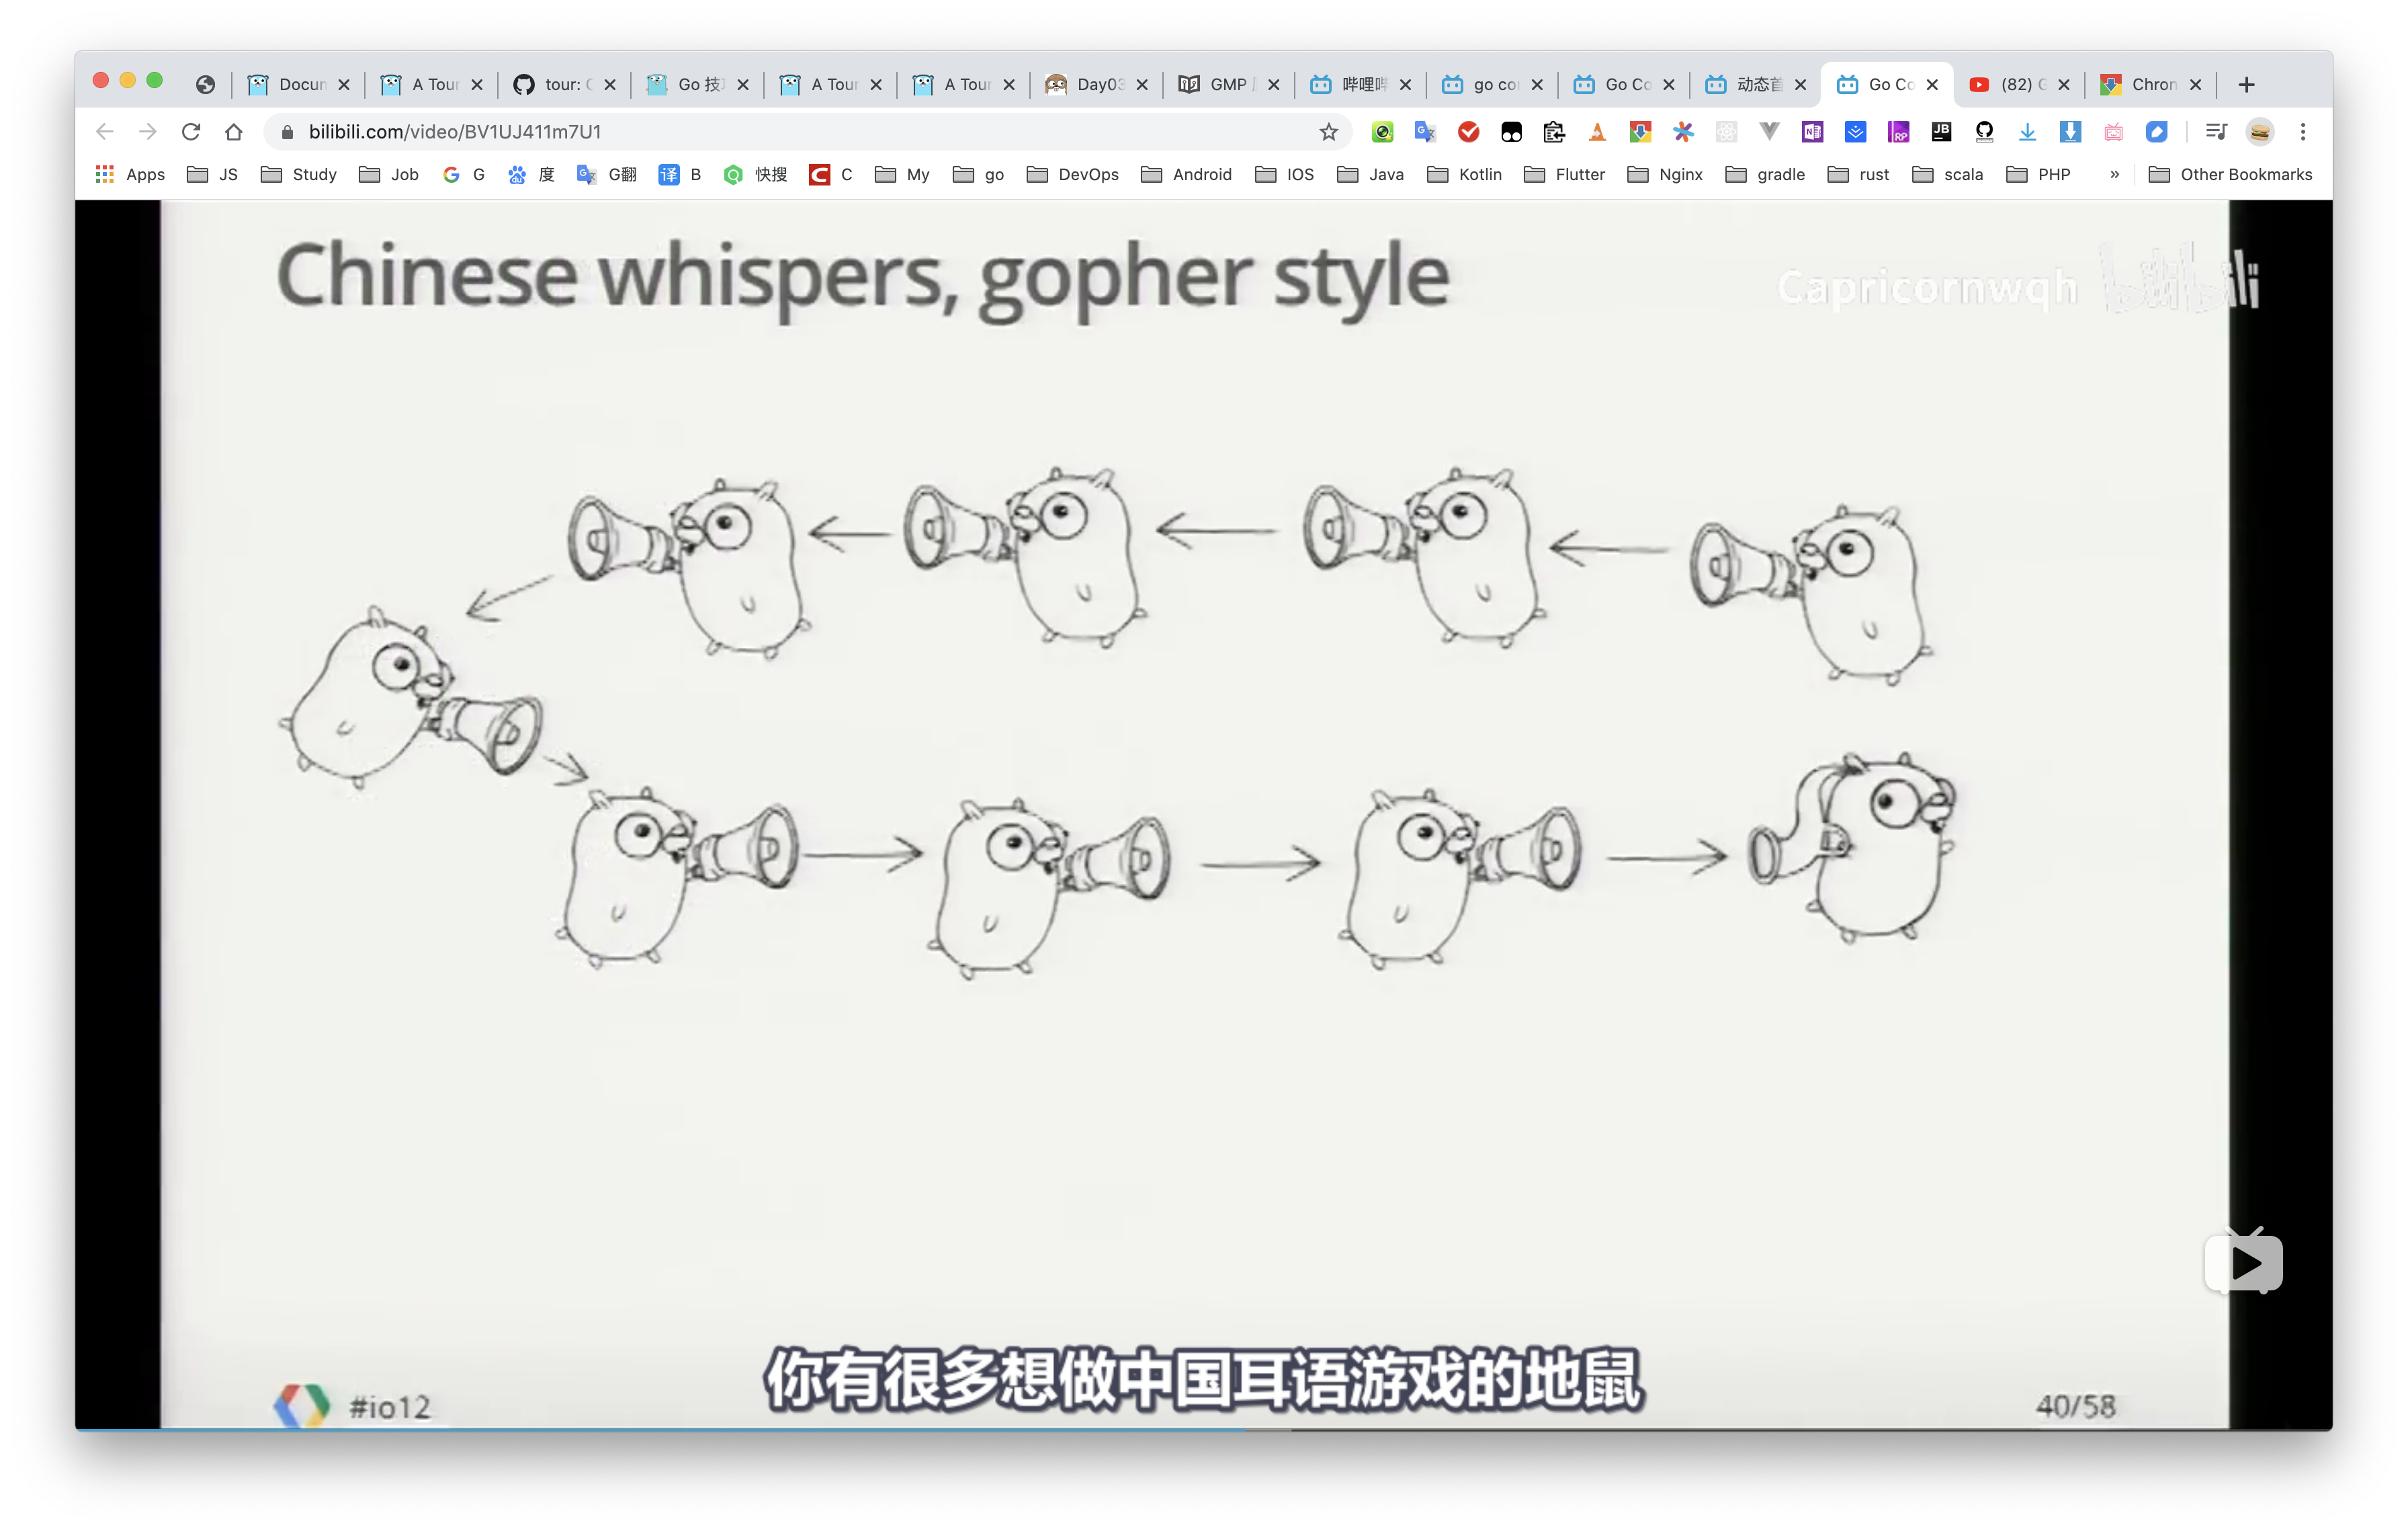 Docun
A Tour
tour: C
Go 技
A Tour
A Tour
Day03
GMP
哔哩哔
go co
Go Co
动态首
Go Co
(82) G
Chron
bilibili.com/video/BV1UJ411m7U1
Apps JS Study Job G 度 G翻 B 快搜 C My go DevOps Android IOS Java Kotlin Flutter Nginx gradle rust scala PHP » Other Bookmarks
Chinese whispers, gopher style
Capricornwqh bilibili
你有很多想做中国耳语游戏的地鼠
#io12
40/58